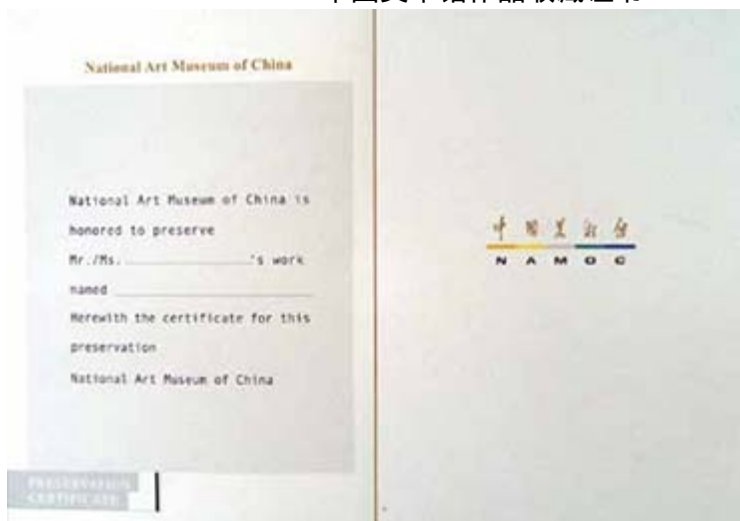 National Art Museum of China
National Art Museum of China is
honored to preserve
Mr./Ms. 's work
named
Herewith the certificate for this
preservation
National Art Museum of China
PRESERVATION
CERTIFICATE
中国美术馆
NAMOC